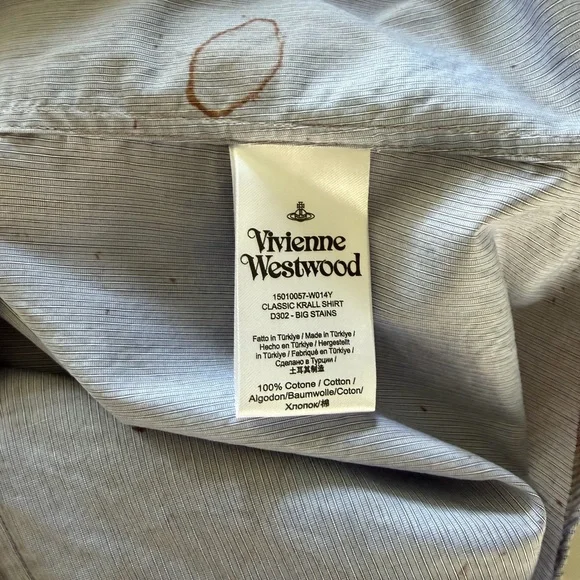 Vivienne
Westwood
15010057-W014Y
CLASSIC KRALL SHIRT
D302 - BIG STAINS
Fatto in Türkiye / Made in Türkiye /
Hecho en Türkiye / Hergestellt
in Türkiye / Fabriqué en Türkiye /
Сделано в Турции /
土耳其制造
100% Cotone / Cotton /
Algodon/Baumwolle/Coton/
Хлопок/棉